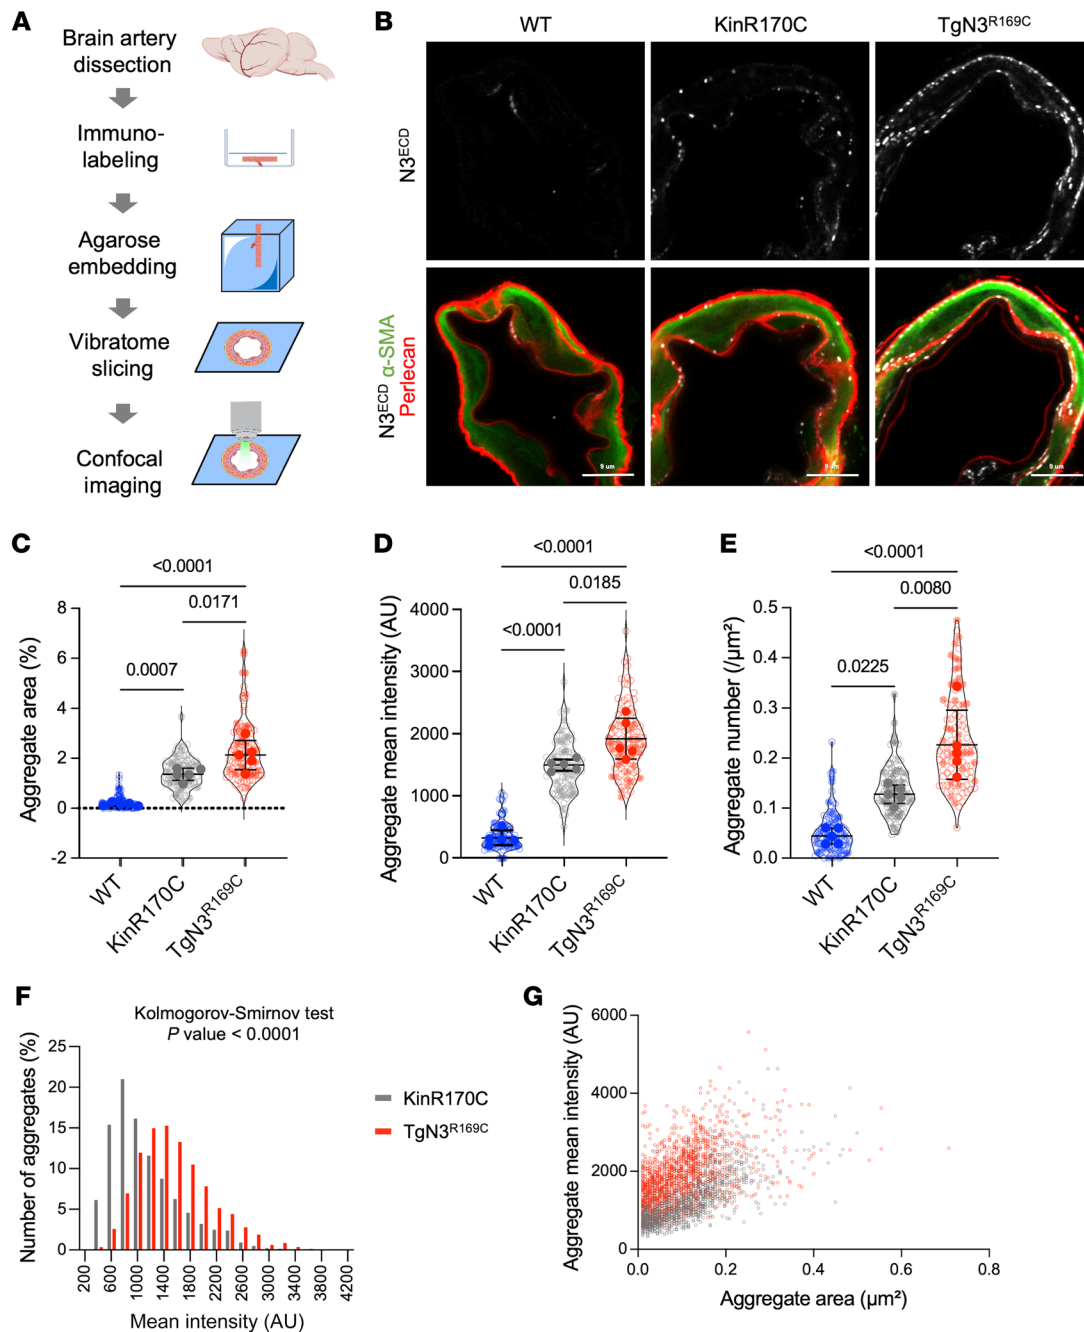 A
Brain artery
dissection
Immuno-
labeling
Agarose
embedding
Vibratome
slicing
Confocal
imaging
B
WT
KinR170C
TgN3R169C
N3ECD
N3ECD α-SMA
Perlecan
9 um
9 um
9 um
C
<0.0001
0.0171
0.0007
Aggregate area (%)
8
6
4
2
0
-2
WT
KinR170C
TgN3R169C
D
<0.0001
0.0185
<0.0001
Aggregate mean intensity (AU)
4000
3000
2000
1000
0
WT
KinR170C
TgN3R169C
E
<0.0001
0.0080
0.0225
Aggregate number (/µm²)
0.5
0.4
0.3
0.2
0.1
0.0
WT
KinR170C
TgN3R169C
F
Kolmogorov-Smirnov test
P value < 0.0001
Number of aggregates (%)
25
20
15
10
5
0
200
600
1000
1400
1800
2200
2600
3000
3400
3800
4200
Mean intensity (AU)
KinR170C
TgN3R169C
G
Aggregate mean intensity (AU)
6000
4000
2000
0
0.0
0.2
0.4
0.6
0.8
Aggregate area (µm²)